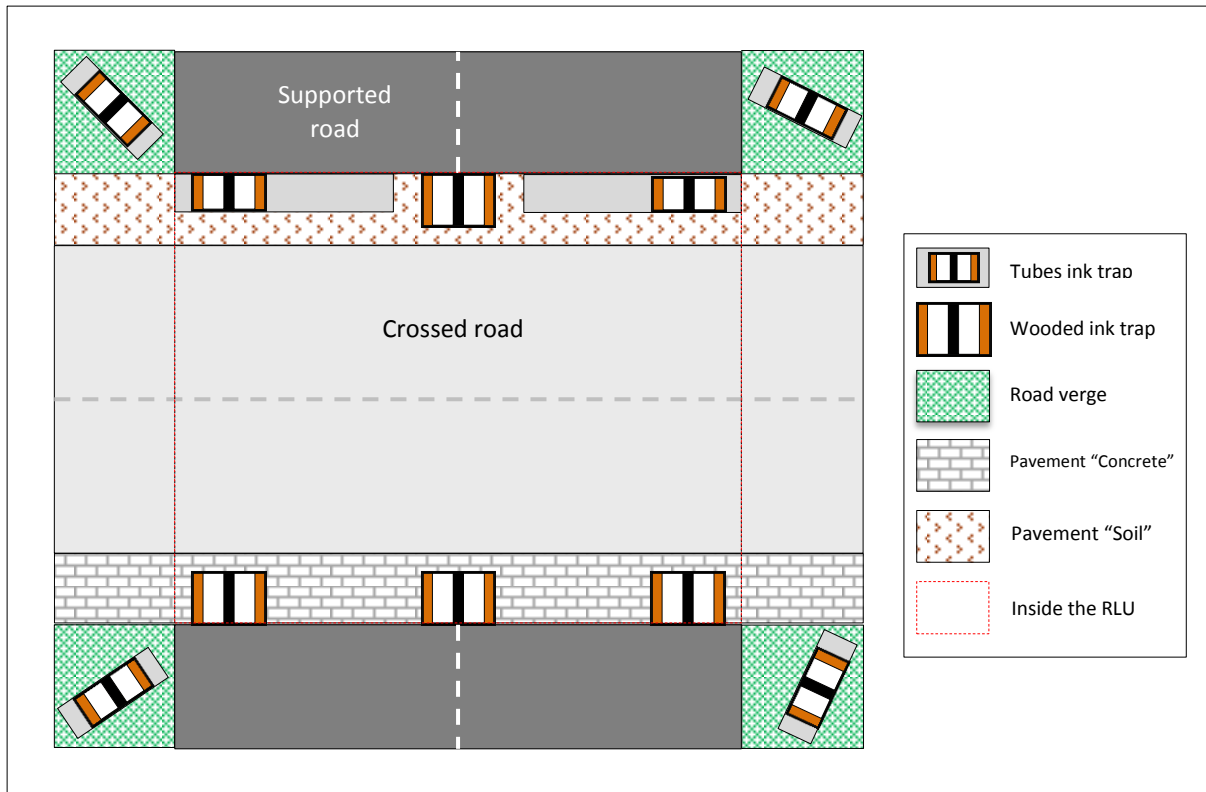 Supported
road
Crossed road
Tubes ink trap
Wooded ink trap
Road verge
Pavement “Concrete”
Pavement “Soil”
Inside the RLU